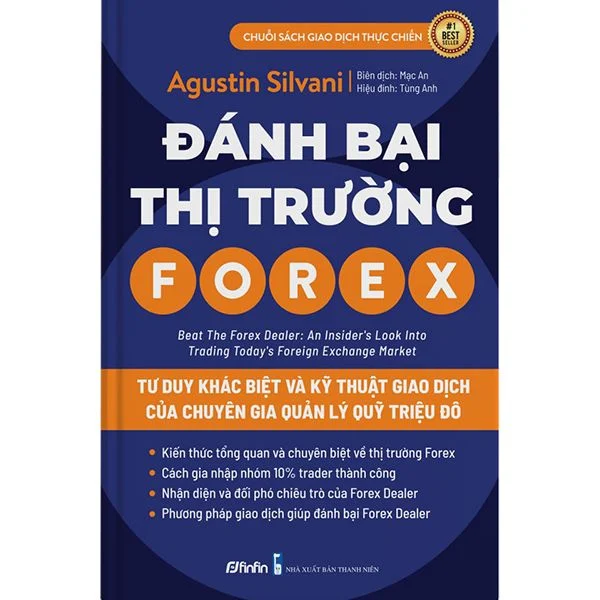 CHUỖI SÁCH GIAO DỊCH THỰC CHIẾN
#1
BEST
SELLER
Agustin Silvani
Biên dịch: Mạc An
Hiệu đính: Tùng Anh
ĐÁNH BẠI
THỊ TRƯỜNG
FOREX
Beat The Forex Dealer: An Insider's Look Into
Trading Today's Foreign Exchange Market
TƯ DUY KHÁC BIỆT VÀ KỸ THUẬT GIAO DỊCH
CỦA CHUYÊN GIA QUẢN LÝ QUỸ TRIỆU ĐÔ
• Kiến thức tổng quan và chuyên biệt về thị trường Forex
• Cách gia nhập nhóm 10% trader thành công
• Nhận diện và đối phó chiêu trò của Forex Dealer
• Phương pháp giao dịch giúp đánh bại Forex Dealer
finfin
NHÀ XUẤT BẢN THANH NIÊN